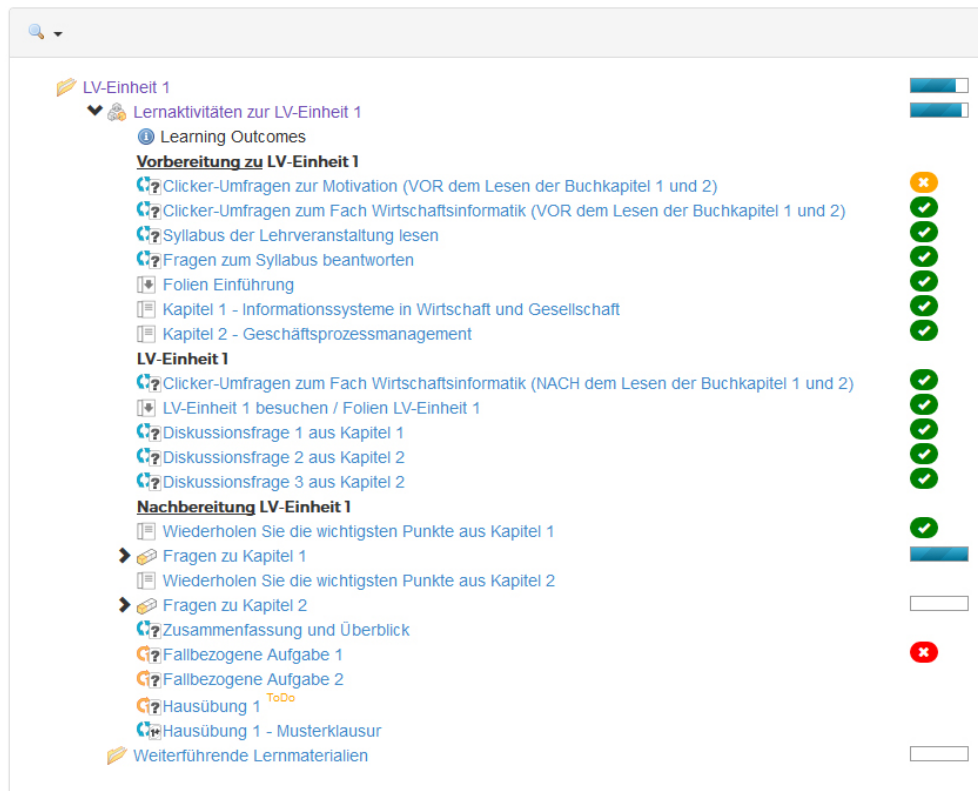 LV-Einheit 1
Lernaktivitäten zur LV-Einheit 1
Learning Outcomes
Vorbereitung zu LV-Einheit 1
Clicker-Umfragen zur Motivation (VOR dem Lesen der Buchkapitel 1 und 2)
Clicker-Umfragen zum Fach Wirtschaftsinformatik (VOR dem Lesen der Buchkapitel 1 und 2)
Syllabus der Lehrveranstaltung lesen
Fragen zum Syllabus beantworten
Folien Einführung
Kapitel 1 - Informationssysteme in Wirtschaft und Gesellschaft
Kapitel 2 - Geschäftsprozessmanagement
LV-Einheit 1
Clicker-Umfragen zum Fach Wirtschaftsinformatik (NACH dem Lesen der Buchkapitel 1 und 2)
LV-Einheit 1 besuchen / Folien LV-Einheit 1
Diskussionsfrage 1 aus Kapitel 1
Diskussionsfrage 2 aus Kapitel 2
Diskussionsfrage 3 aus Kapitel 2
Nachbereitung LV-Einheit 1
Wiederholen Sie die wichtigsten Punkte aus Kapitel 1
Fragen zu Kapitel 1
Wiederholen Sie die wichtigsten Punkte aus Kapitel 2
Fragen zu Kapitel 2
Zusammenfassung und Überblick
Fallbezogene Aufgabe 1
Fallbezogene Aufgabe 2
Hausübung 1 ToDo
Hausübung 1 - Musterklausur
Weiterführende Lernmaterialien